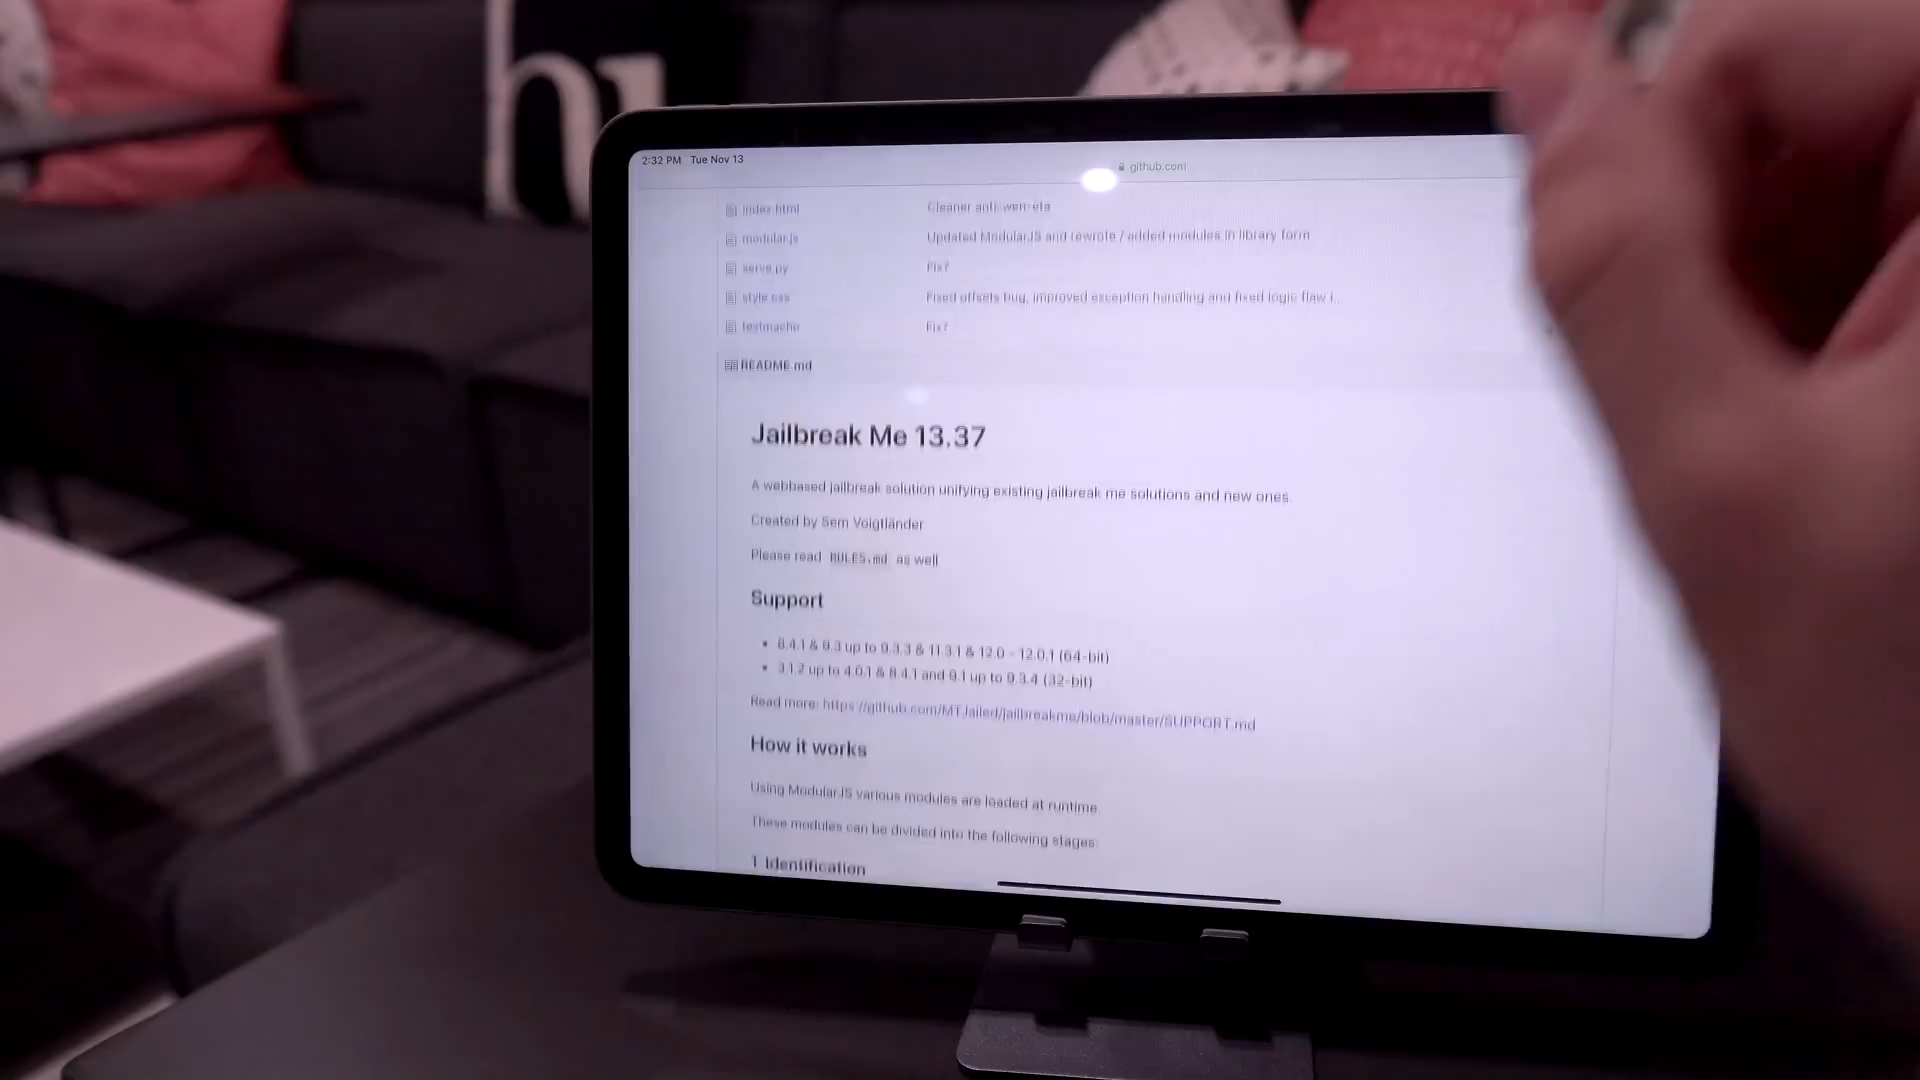 hu
2:32 PM Tue Nov 13
github.com
index.html Cleaner anti-werr-eta
modular.js Updated ModularJS and rewrote / added modules in library form
serve.py Fix?
style.css Fixed offsets bug, improved exception handling and fixed logic flaw i…
testmacho Fix?
README.md
Jailbreak Me 13.37
A webbased jailbreak solution unifying existing jailbreak me solutions and new ones.
Created by Sem Voigtländer
Please read RULES.md as well
Support
8.4.1 & 9.3 up to 9.3.3 & 11.3.1 & 12.0 - 12.0.1 (64-bit)
3.1.2 up to 4.0.1 & 8.4.1 and 9.1 up to 9.3.4 (32-bit)
Read more: https://github.com/MTJailed/jailbreakme/blob/master/SUPPORT.md
How it works
Using ModularJS various modules are loaded at runtime.
These modules can be divided into the following stages:
1 Identification